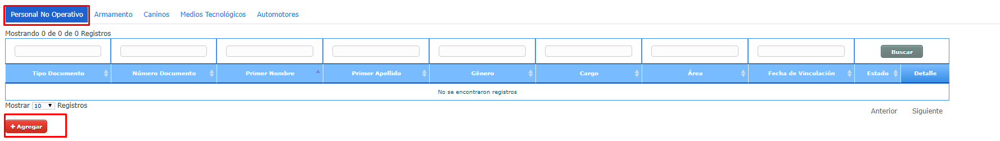 Personal No Operativo Armamento Caninos Medios Tecnológicos Automotores
Mostrando 0 de 0 de 0 Registros
Buscar
Tipo Documento Número Documento Primer Nombre Primer Apellido Género Cargo Área Fecha de Vinculación Estado Detalle
No se encontraron registros
Mostrar 10 Registros
Anterior Siguiente
+ Agregar